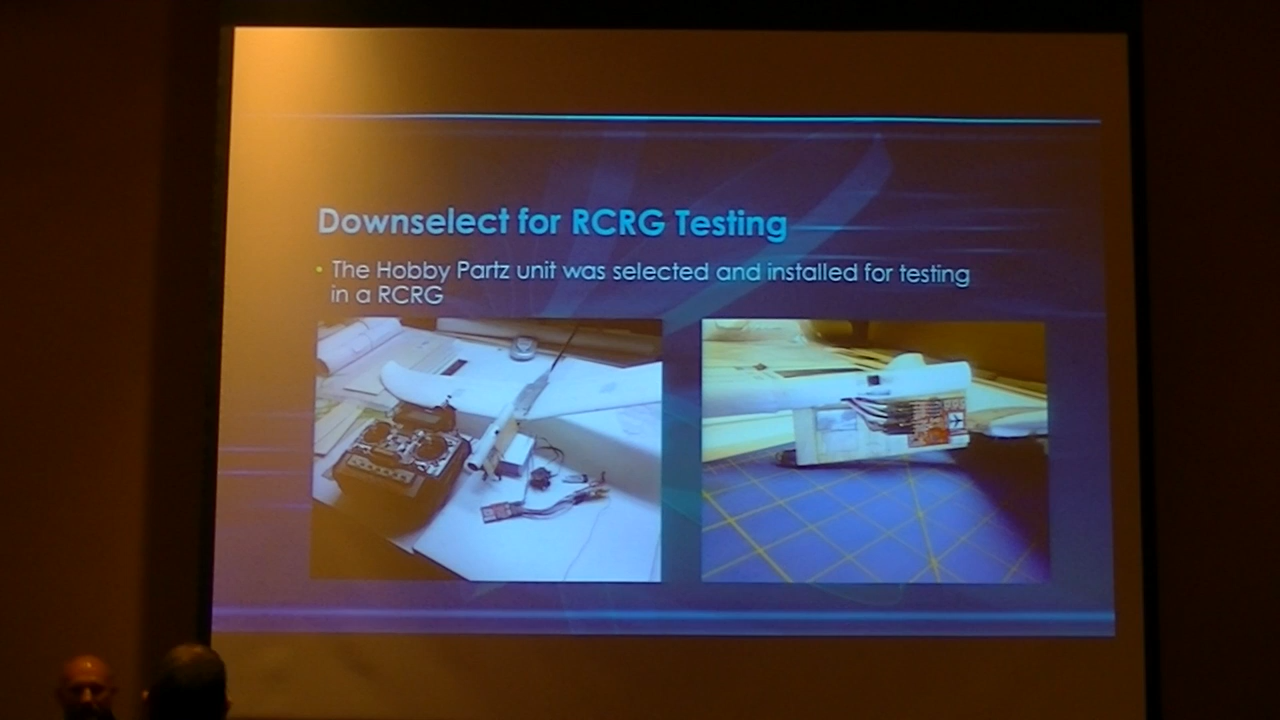 Downselect for RCRG Testing
• The Hobby Partz unit was selected and installed for testing
in a RCRG